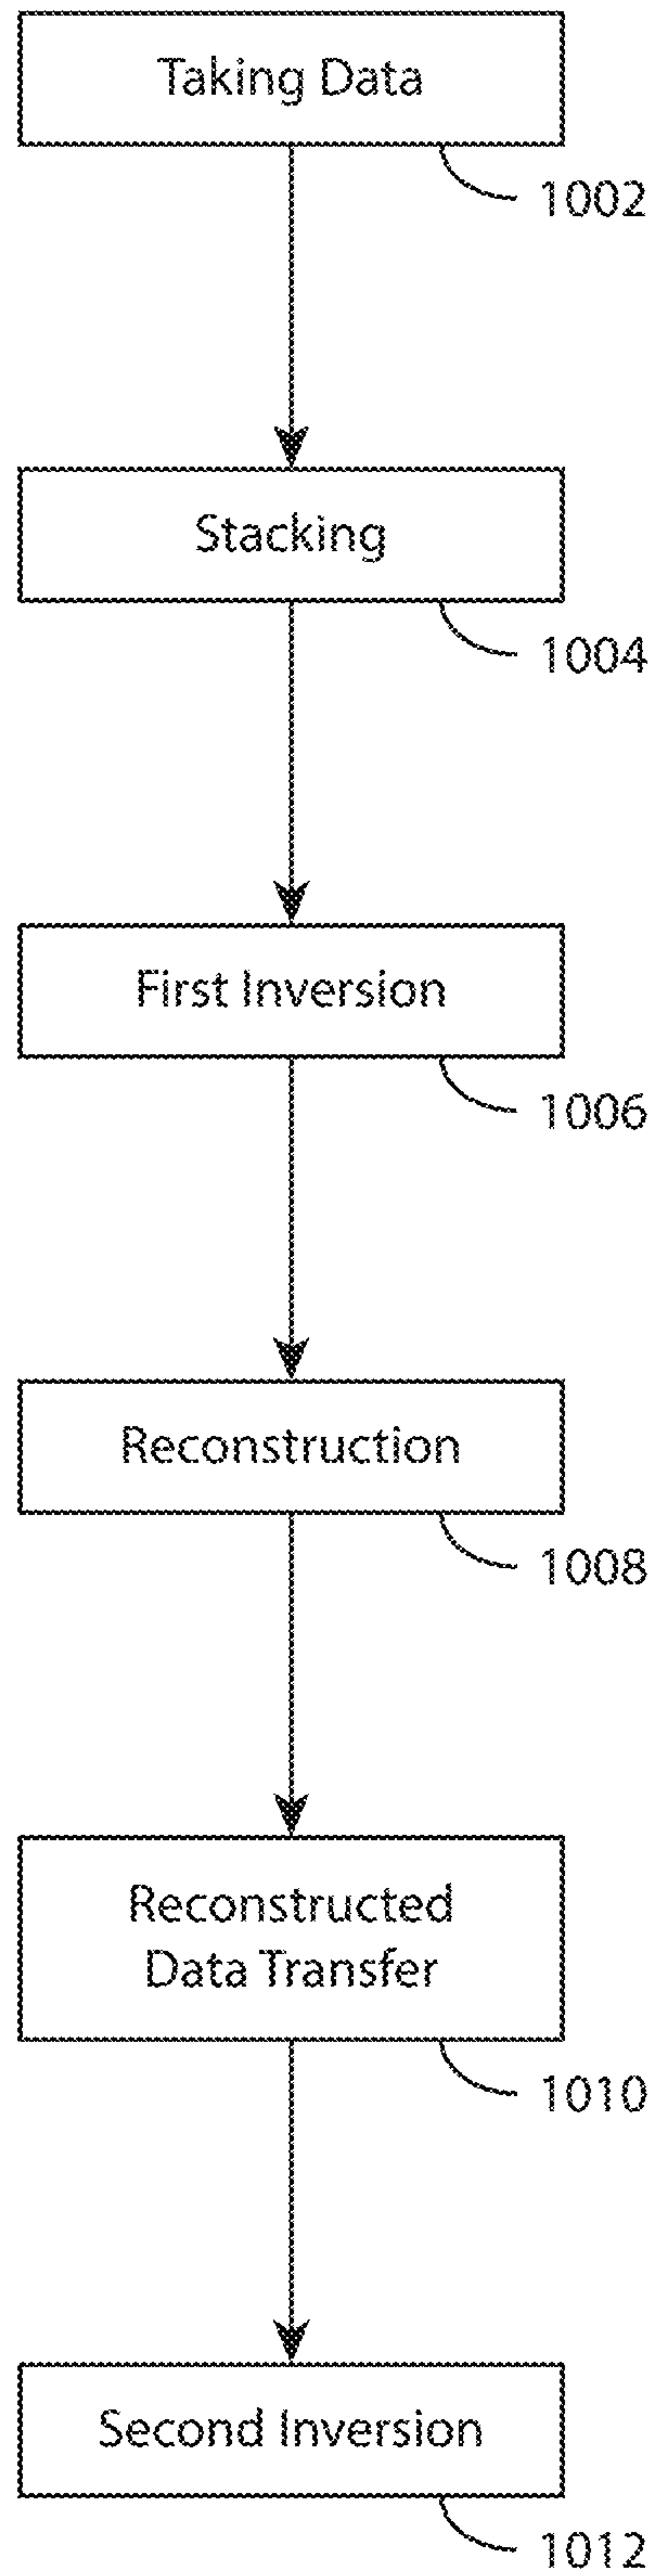 Taking Data
1002
Stacking
1004
First Inversion
1006
Reconstruction
1008
Reconstructed
Data Transfer
1010
Second Inversion
1012